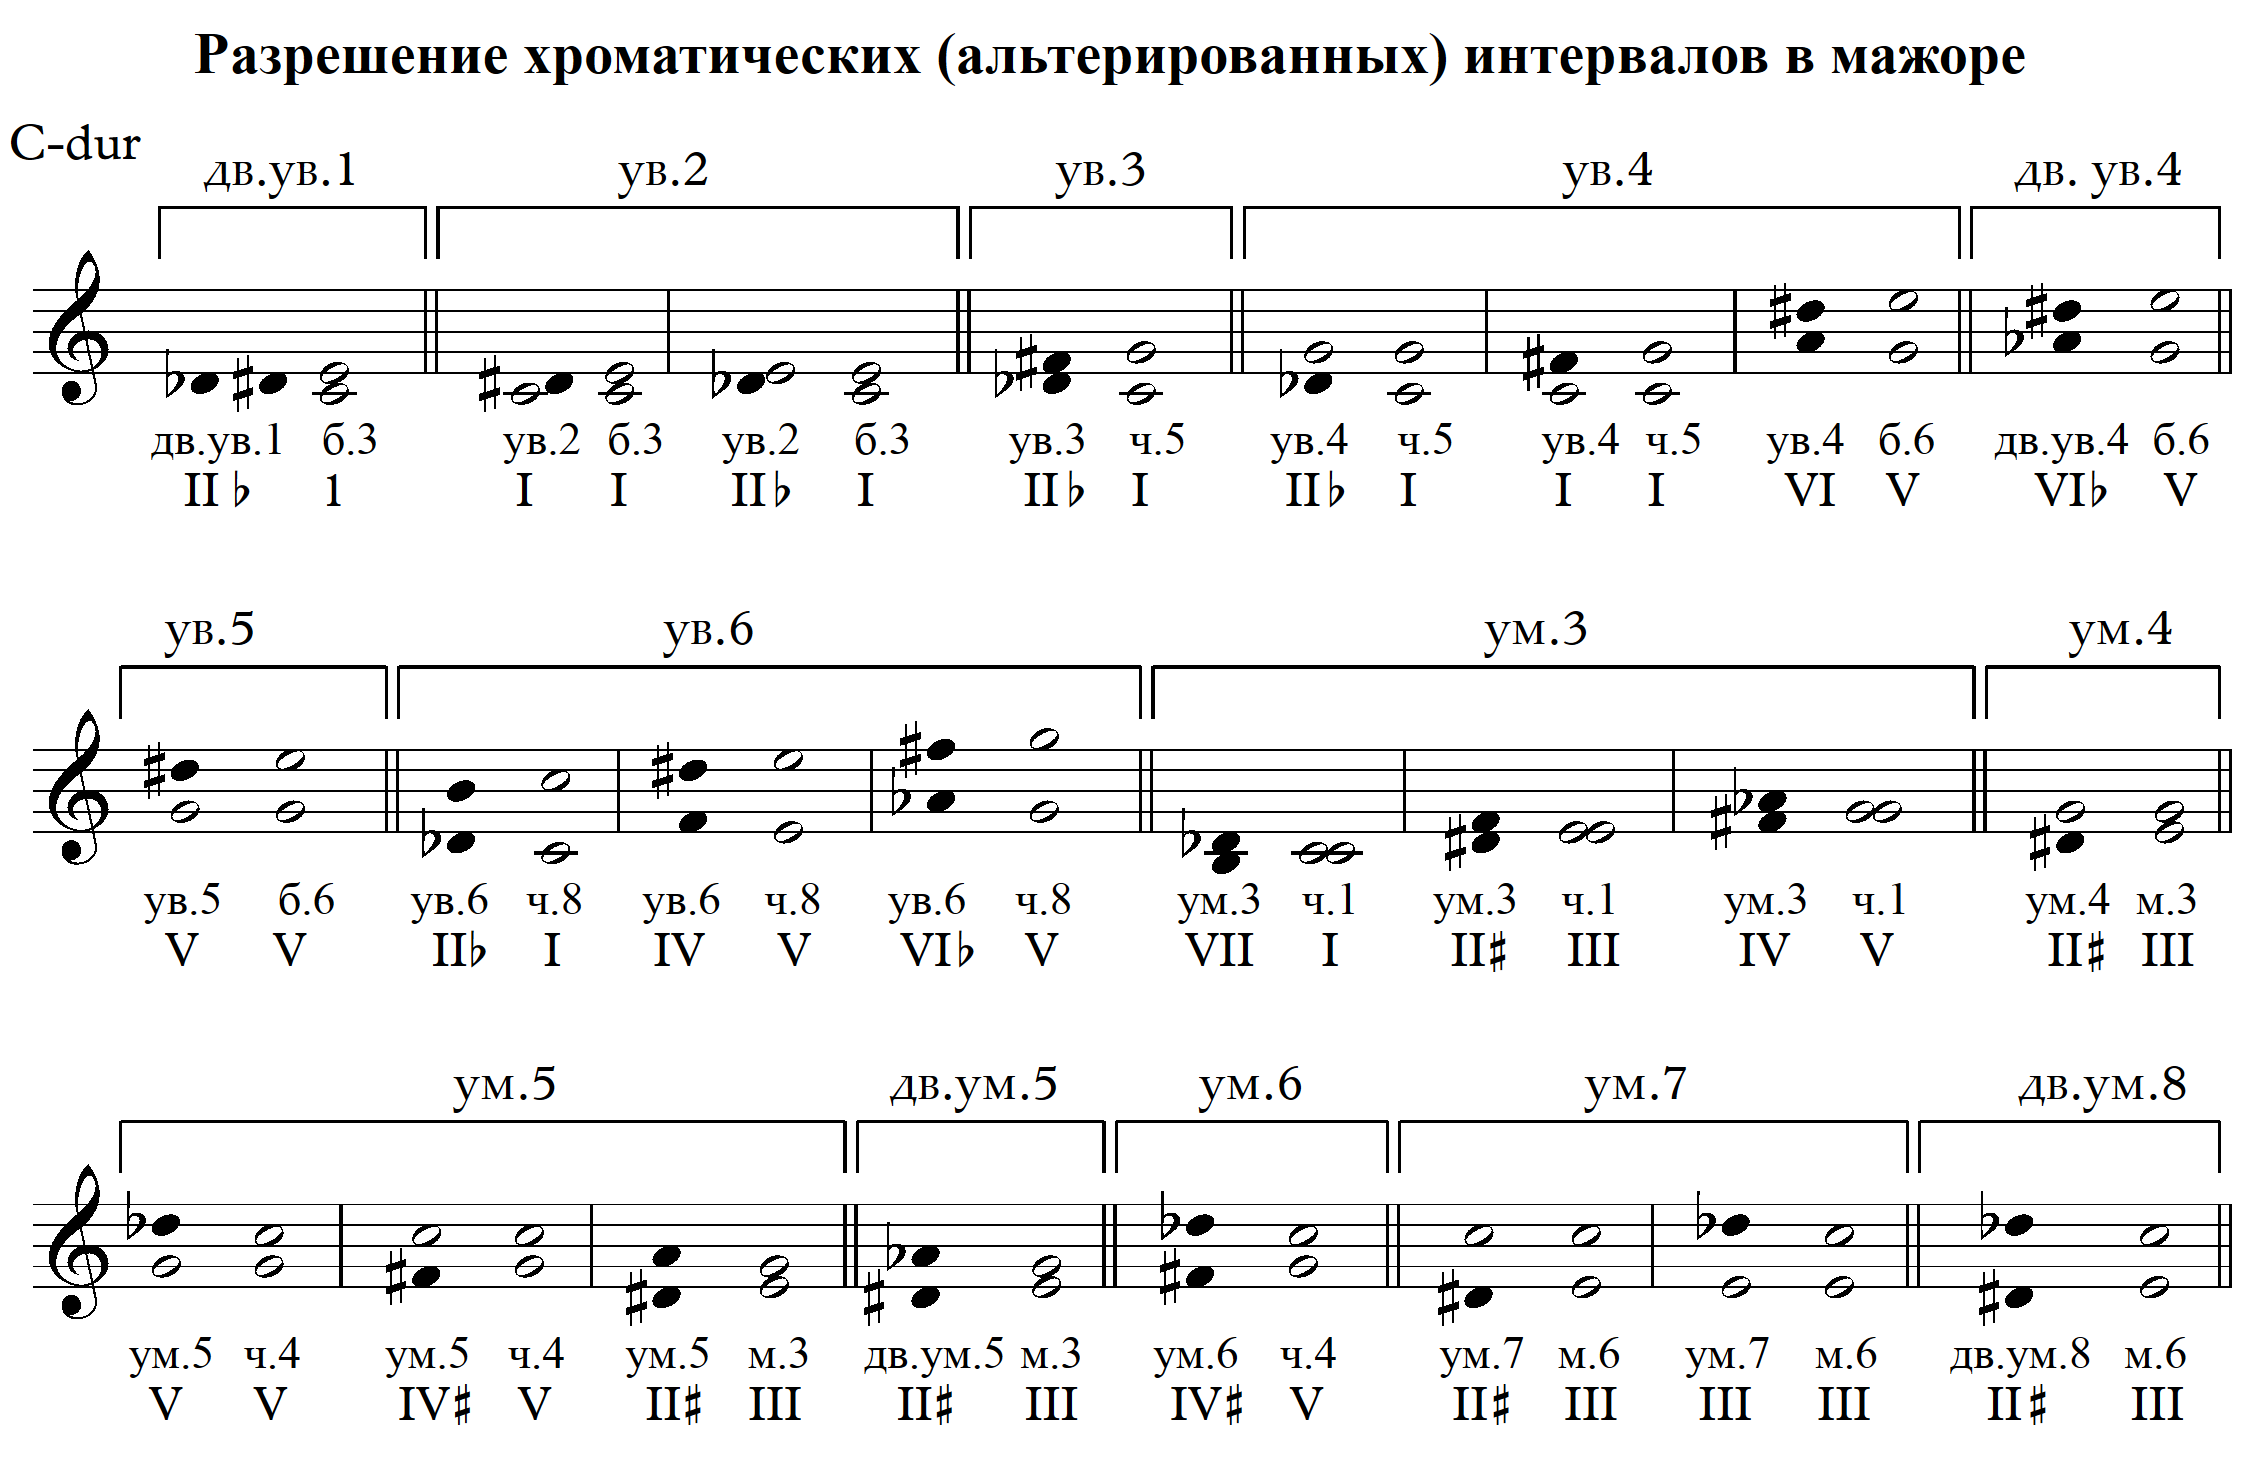 Разрешение хроматических (альтерированных) интервалов в мажоре
C-dur
дв.ув.1 ув.2 ув.3 ув.4 дв. ув.4
дв.ув.1 б.3 ув.2 б.3 ув.2 б.3 ув.3 ч.5 ув.4 ч.5 ув.4 ч.5 ув.4 б.6 дв.ув.4 б.6
II♭ 1 I I II♭ I II♭ I II♭ I I I VI V VI♭ V
ув.5 ув.6 ум.3 ум.4
ув.5 б.6 ув.6 ч.8 ув.6 ч.8 ув.6 ч.8 ум.3 ч.1 ум.3 ч.1 ум.3 ч.1 ум.4 м.3
V V II♭ I IV V VI♭ V VII I II♯ III IV V II♯ III
ум.5 дв.ум.5 ум.6 ум.7 дв.ум.8
ум.5 ч.4 ум.5 ч.4 ум.5 м.3 дв.ум.5 м.3 ум.6 ч.4 ум.7 м.6 ум.7 м.6 дв.ум.8 м.6
V V IV♯ V II♯ III II♯ III IV♯ V II♯ III III III II♯ III